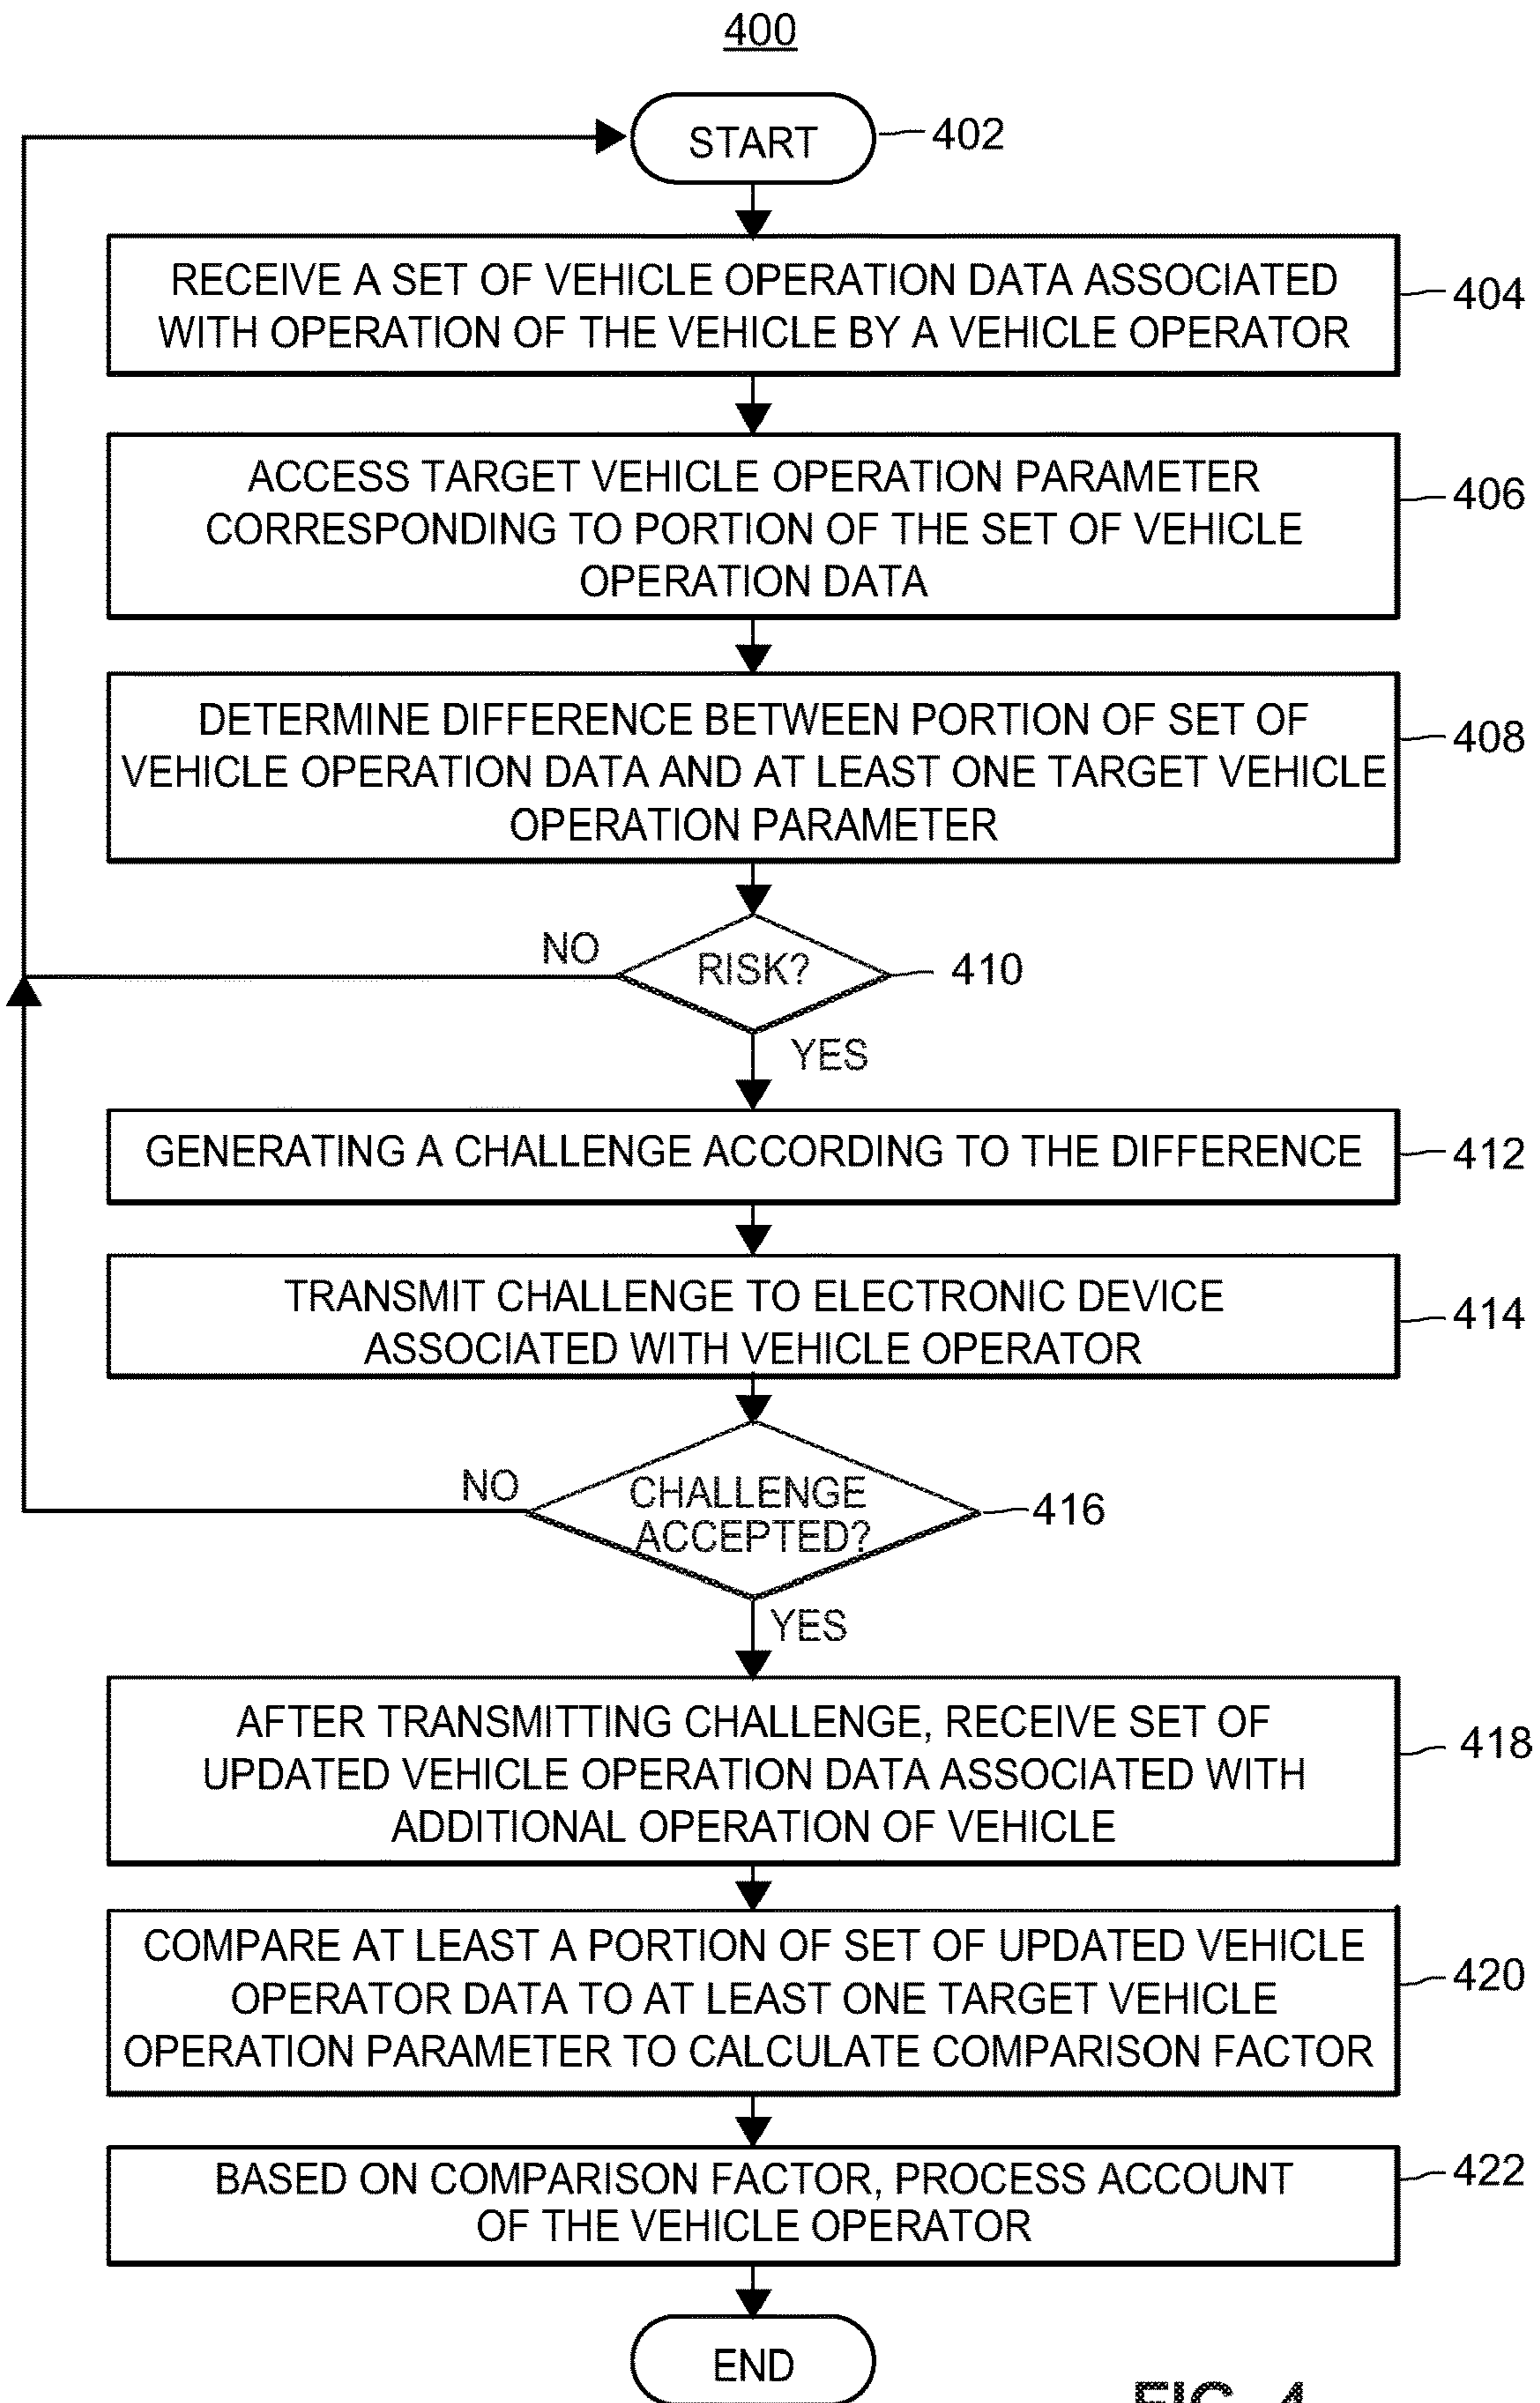 400
START
402
RECEIVE A SET OF VEHICLE OPERATION DATA ASSOCIATED
WITH OPERATION OF THE VEHICLE BY A VEHICLE OPERATOR
404
ACCESS TARGET VEHICLE OPERATION PARAMETER
CORRESPONDING TO PORTION OF THE SET OF VEHICLE
OPERATION DATA
406
DETERMINE DIFFERENCE BETWEEN PORTION OF SET OF
VEHICLE OPERATION DATA AND AT LEAST ONE TARGET VEHICLE
OPERATION PARAMETER
408
NO
RISK?
410
YES
GENERATING A CHALLENGE ACCORDING TO THE DIFFERENCE
412
TRANSMIT CHALLENGE TO ELECTRONIC DEVICE
ASSOCIATED WITH VEHICLE OPERATOR
414
NO
CHALLENGE
ACCEPTED?
416
YES
AFTER TRANSMITTING CHALLENGE, RECEIVE SET OF
UPDATED VEHICLE OPERATION DATA ASSOCIATED WITH
ADDITIONAL OPERATION OF VEHICLE
418
COMPARE AT LEAST A PORTION OF SET OF UPDATED VEHICLE
OPERATOR DATA TO AT LEAST ONE TARGET VEHICLE
OPERATION PARAMETER TO CALCULATE COMPARISON FACTOR
420
BASED ON COMPARISON FACTOR, PROCESS ACCOUNT
OF THE VEHICLE OPERATOR
422
END
FIG. 4